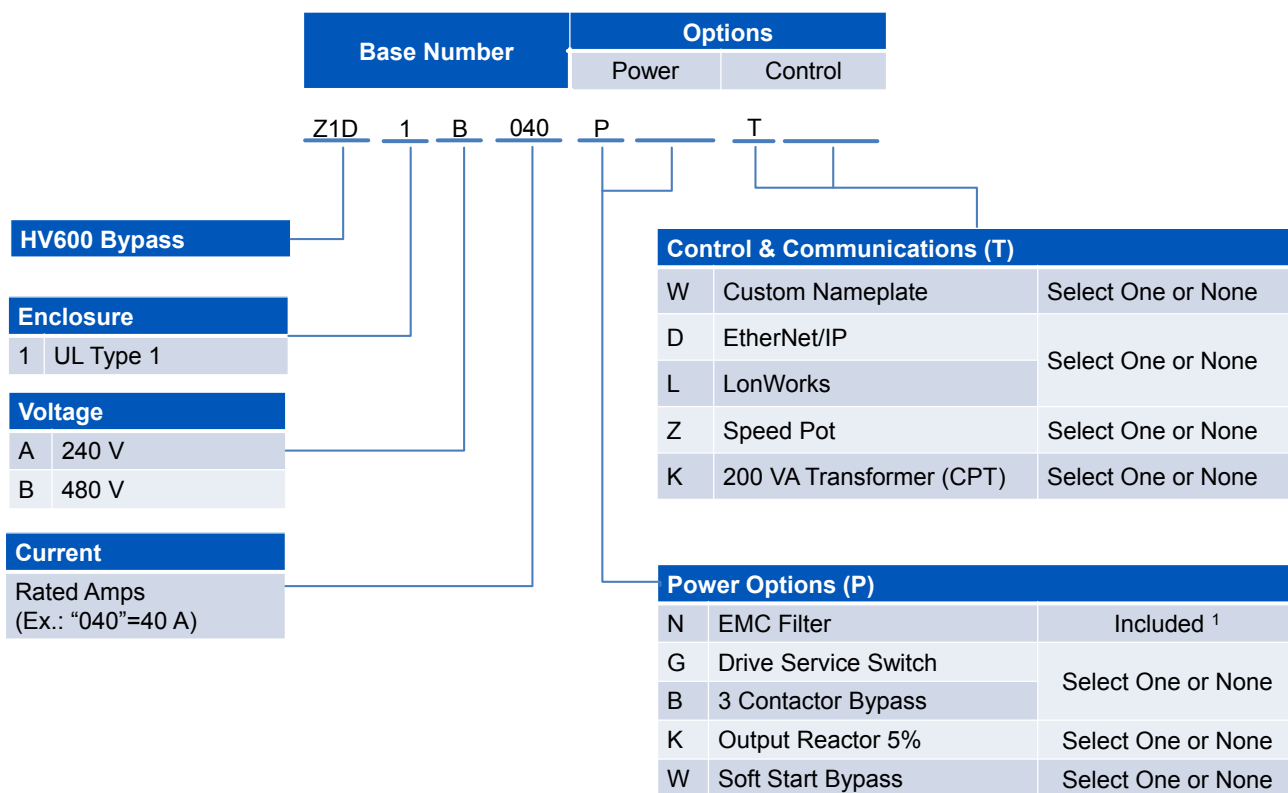 Base Number
Options
Power Control
Z1D 1 B 040 P T
HV600 Bypass
Enclosure
1 UL Type 1
Voltage
A 240 V
B 480 V
Current
Rated Amps
(Ex.: “040”=40 A)
Control & Communications (T)
W Custom Nameplate Select One or None
D EtherNet/IP
Select One or None
L LonWorks
Z Speed Pot Select One or None
K 200 VA Transformer (CPT) Select One or None
Power Options (P)
N EMC Filter Included 1
G Drive Service Switch
Select One or None
B 3 Contactor Bypass
K Output Reactor 5% Select One or None
W Soft Start Bypass Select One or None